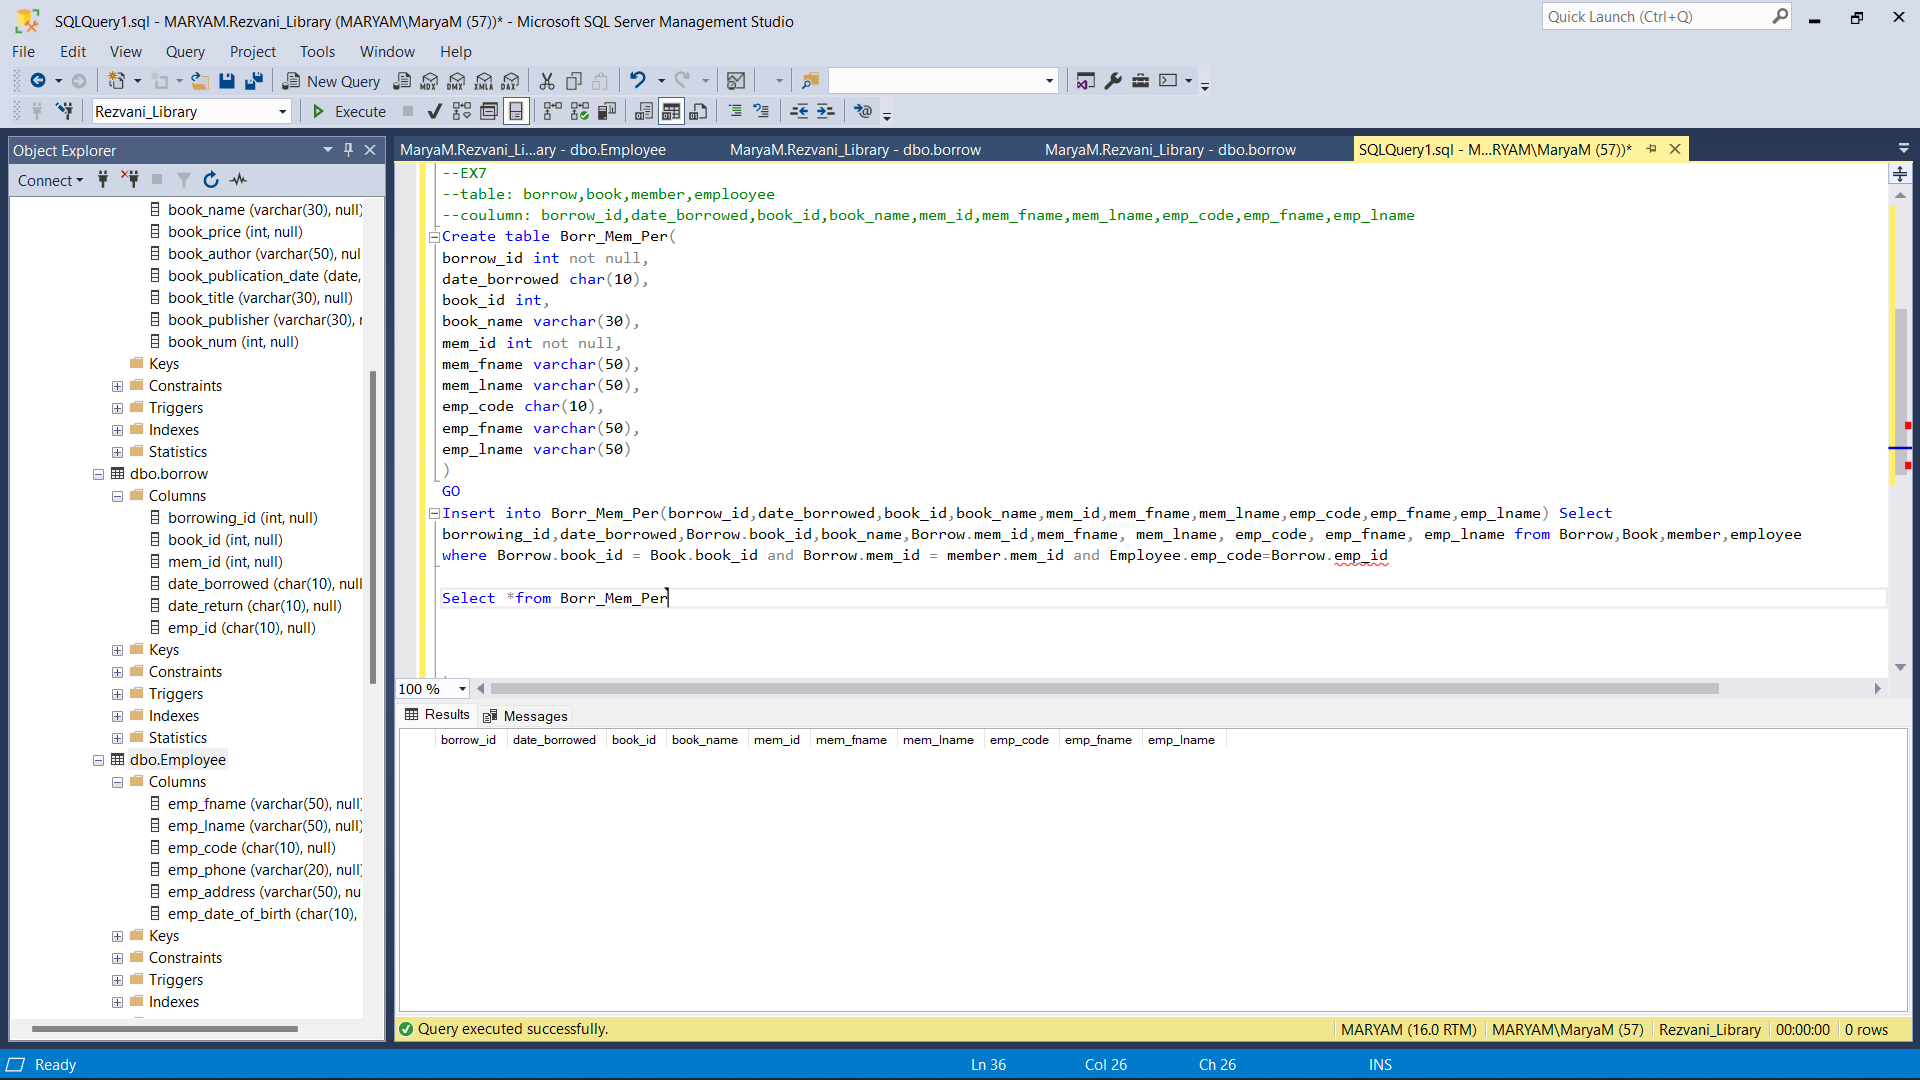 SQLQuery1.sql - MARYAM.Rezvani_Library (MARYAM\MaryaM (57))* - Microsoft SQL Server Management Studio
Quick Launch (Ctrl+Q)
File Edit View Query Project Tools Window Help
New Query MDX DMX XMLA DAX
Rezvani_Library Execute
Object Explorer
Connect
book_name (varchar(30), null)
book_price (int, null)
book_author (varchar(50), nul
book_publication_date (date,
book_title (varchar(30), null)
book_publisher (varchar(30), r
book_num (int, null)
Keys
Constraints
Triggers
Indexes
Statistics
dbo.borrow
Columns
borrowing_id (int, null)
book_id (int, null)
mem_id (int, null)
date_borrowed (char(10), null
date_return (char(10), null)
emp_id (char(10), null)
Keys
Constraints
Triggers
Indexes
Statistics
dbo.Employee
Columns
emp_fname (varchar(50), null)
emp_lname (varchar(50), null)
emp_code (char(10), null)
emp_phone (varchar(20), null)
emp_address (varchar(50), nu
emp_date_of_birth (char(10),
Keys
Constraints
Triggers
Indexes
MaryaM.Rezvani_Li...ary - dbo.Employee MaryaM.Rezvani_Library - dbo.borrow MaryaM.Rezvani_Library - dbo.borrow SQLQuery1.sql - M...RYAM\MaryaM (57))*
--EX7
--table: borrow,book,member,emplooyee
--coulumn: borrow_id,date_borrowed,book_id,book_name,mem_id,mem_fname,mem_lname,emp_code,emp_fname,emp_lname
Create table Borr_Mem_Per(
borrow_id int not null,
date_borrowed char(10),
book_id int,
book_name varchar(30),
mem_id int not null,
mem_fname varchar(50),
mem_lname varchar(50),
emp_code char(10),
emp_fname varchar(50),
emp_lname varchar(50)
)
GO
Insert into Borr_Mem_Per(borrow_id,date_borrowed,book_id,book_name,mem_id,mem_fname,mem_lname,emp_code,emp_fname,emp_lname) Select
borrowing_id,date_borrowed,Borrow.book_id,book_name,Borrow.mem_id,mem_fname, mem_lname, emp_code, emp_fname, emp_lname from Borrow,Book,member,employee
where Borrow.book_id = Book.book_id and Borrow.mem_id = member.mem_id and Employee.emp_code=Borrow.emp_id
Select *from Borr_Mem_Per
100 %
Results Messages
borrow_id date_borrowed book_id book_name mem_id mem_fname mem_lname emp_code emp_fname emp_lname
Query executed successfully. MARYAM (16.0 RTM) MARYAM\MaryaM (57) Rezvani_Library 00:00:00 0 rows
Ready Ln 36 Col 26 Ch 26 INS